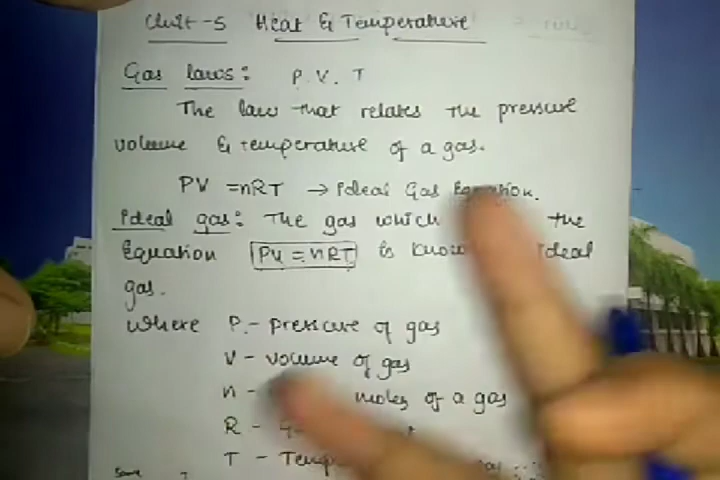 Unit-5 Heat & Temperature
Gas laws: P. V. T
The law that relates the pressure
volume & temperature of a gas.
PV = nRT → Ideal Gas Equation.
Ideal gas: The gas which the
Equation PV = nRT is Ideal
gas.
where P - pressure of gas
V - volume of gas
n - moles of a gas
R -
T -